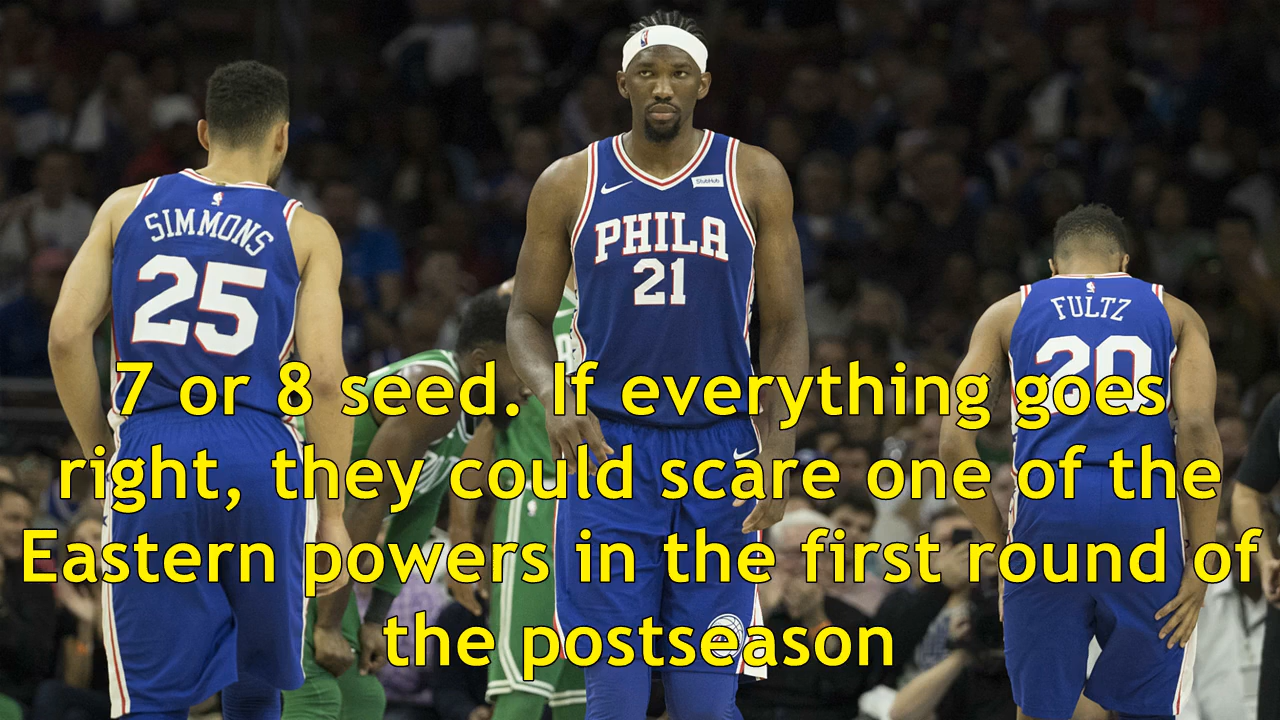 SIMMONS
25
StubHub
PHILA
21
FULTZ
20
7 or 8 seed. If everything goes
right, they could scare one of the
Eastern powers in the first round of
the postseason